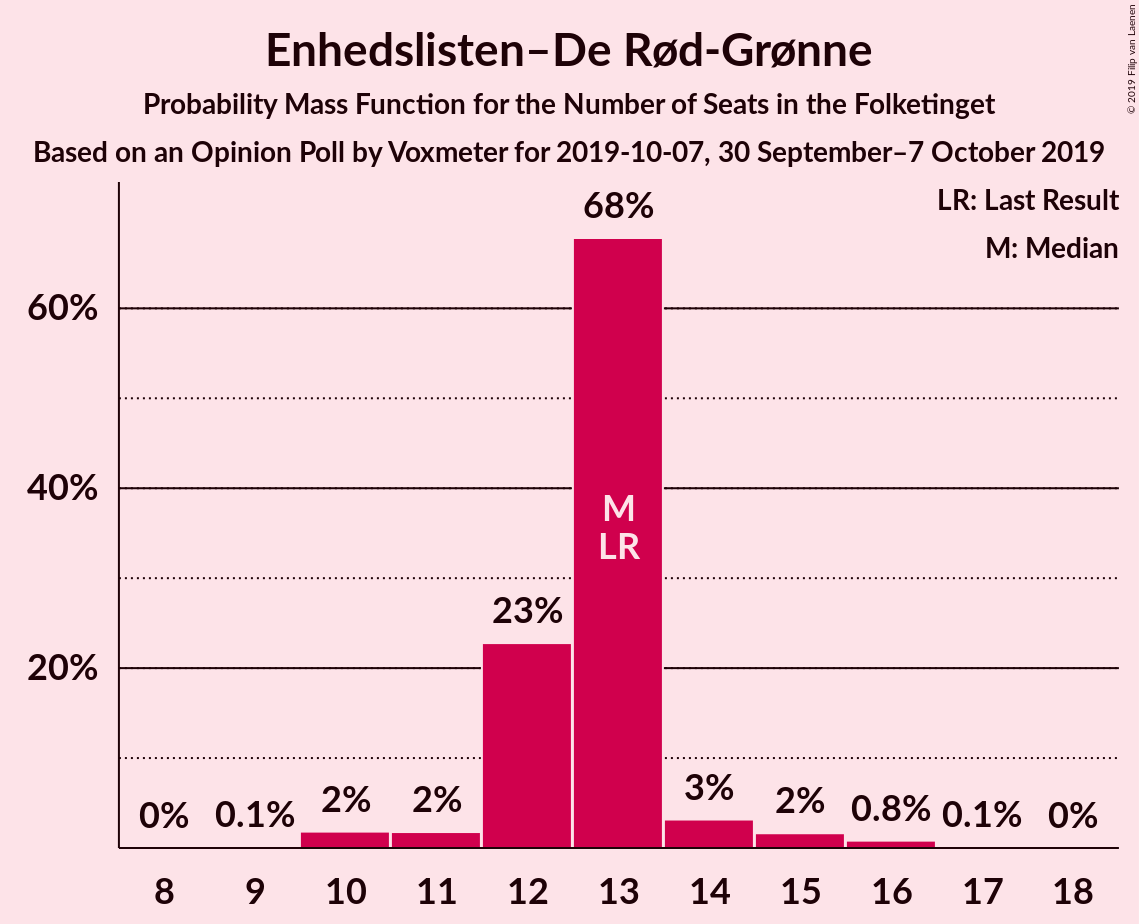 Enhedslisten–De Rød-Grønne
Probability Mass Function for the Number of Seats in the Folketinget
Based on an Opinion Poll by Voxmeter for 2019-10-07, 30 September–7 October 2019
© 2019 Filip van Laenen
LR: Last Result
M: Median
60%
40%
20%
0%
0.1%
2%
2%
23%
68%
M
LR
3%
2%
0.8%
0.1%
0%
8 9 10 11 12 13 14 15 16 17 18